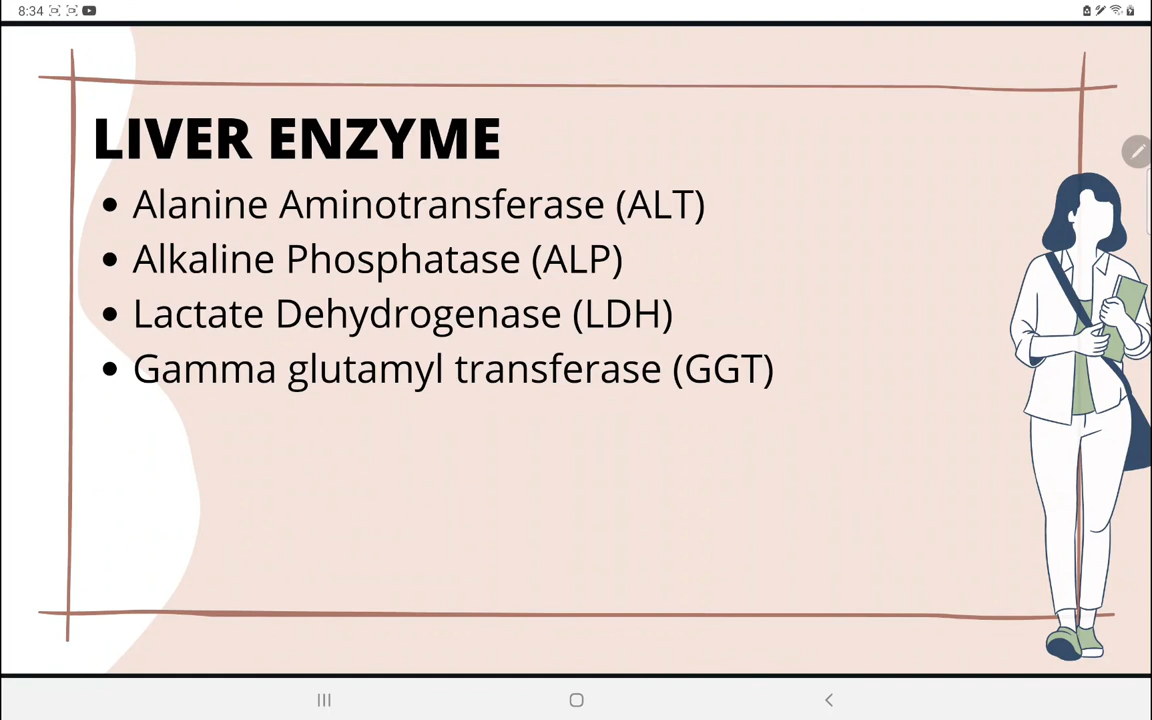 8:34
LIVER ENZYME
• Alanine Aminotransferase (ALT)
• Alkaline Phosphatase (ALP)
• Lactate Dehydrogenase (LDH)
• Gamma glutamyl transferase (GGT)